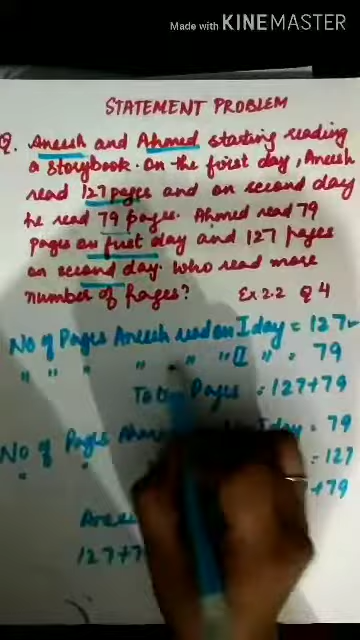 Made with KINEMASTER
STATEMENT PROBLEM
Q. Aneesh and Ahmed starting reading
a storybook. On the first day, Aneesh
read 127 pages and on second day
he read 79 pages. Ahmed read 79
pages on first day and 127 pages
on second day. Who read more
number of pages? Ex 2.2 Q 4
No of Pages Aneesh read on I day = 127
" " " " " " II " = 79
Total Pages = 127+79
No of Pages Ahmed I day = 79
" " = 127
+79
Anee
127+7